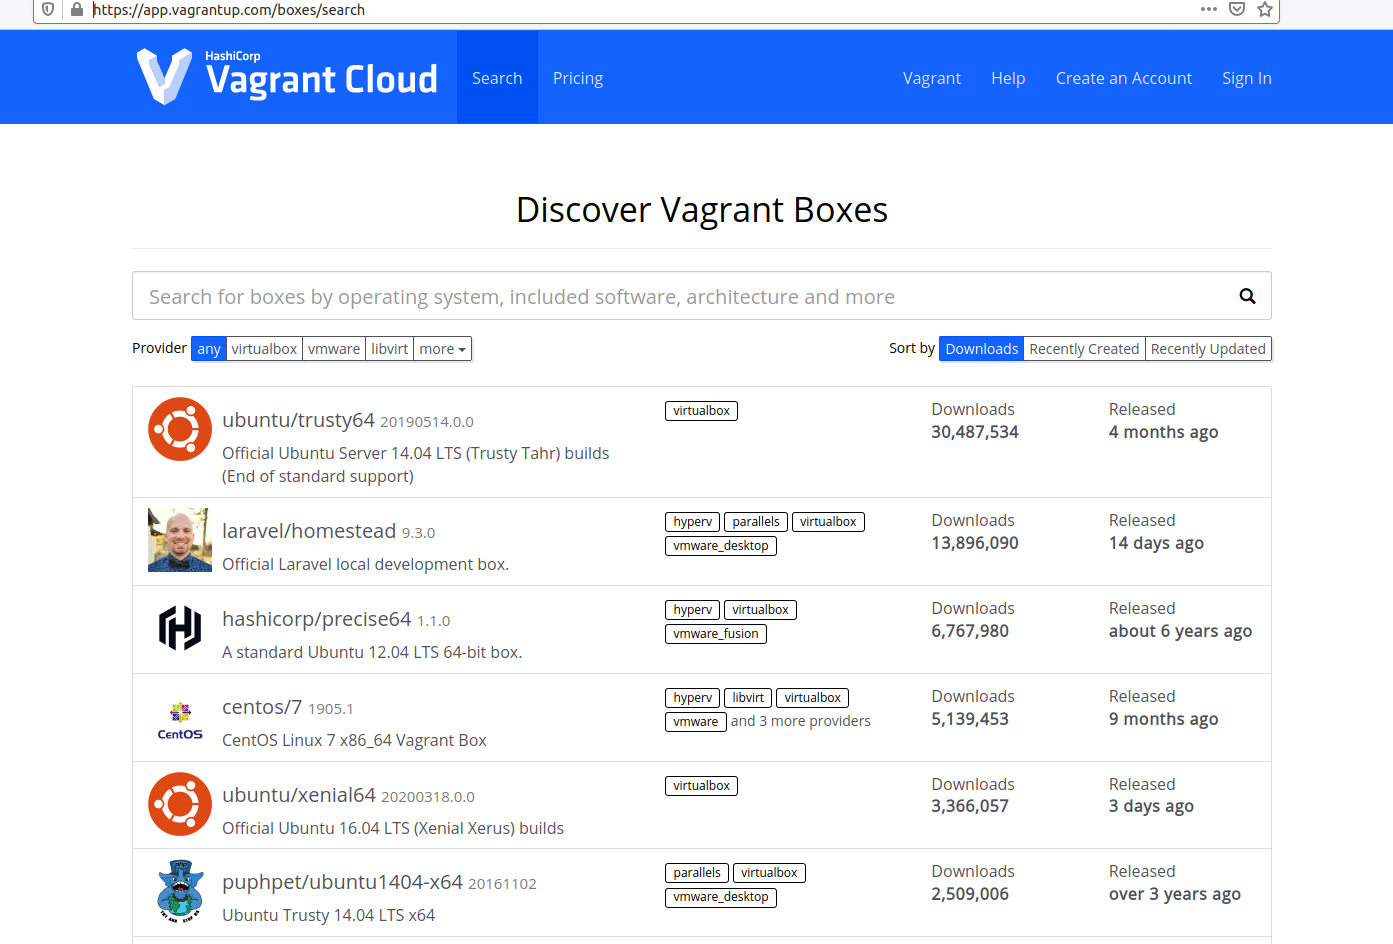 https://app.vagrantup.com/boxes/search
HashiCorp
Vagrant Cloud
Search
Pricing
Vagrant
Help
Create an Account
Sign In
Discover Vagrant Boxes
Search for boxes by operating system, included software, architecture and more
Provider any virtualbox vmware libvirt more
Sort by Downloads Recently Created Recently Updated
ubuntu/trusty64 20190514.0.0
Official Ubuntu Server 14.04 LTS (Trusty Tahr) builds
(End of standard support)
virtualbox
Downloads
30,487,534
Released
4 months ago
laravel/homestead 9.3.0
Official Laravel local development box.
hyperv parallels virtualbox
vmware_desktop
Downloads
13,896,090
Released
14 days ago
hashicorp/precise64 1.1.0
A standard Ubuntu 12.04 LTS 64-bit box.
hyperv virtualbox
vmware_fusion
Downloads
6,767,980
Released
about 6 years ago
CentOS
centos/7 1905.1
CentOS Linux 7 x86_64 Vagrant Box
hyperv libvirt virtualbox
vmware and 3 more providers
Downloads
5,139,453
Released
9 months ago
ubuntu/xenial64 20200318.0.0
Official Ubuntu 16.04 LTS (Xenial Xerus) builds
virtualbox
Downloads
3,366,057
Released
3 days ago
php
puphpet/ubuntu1404-x64 20161102
Ubuntu Trusty 14.04 LTS x64
parallels virtualbox
vmware_desktop
Downloads
2,509,006
Released
over 3 years ago